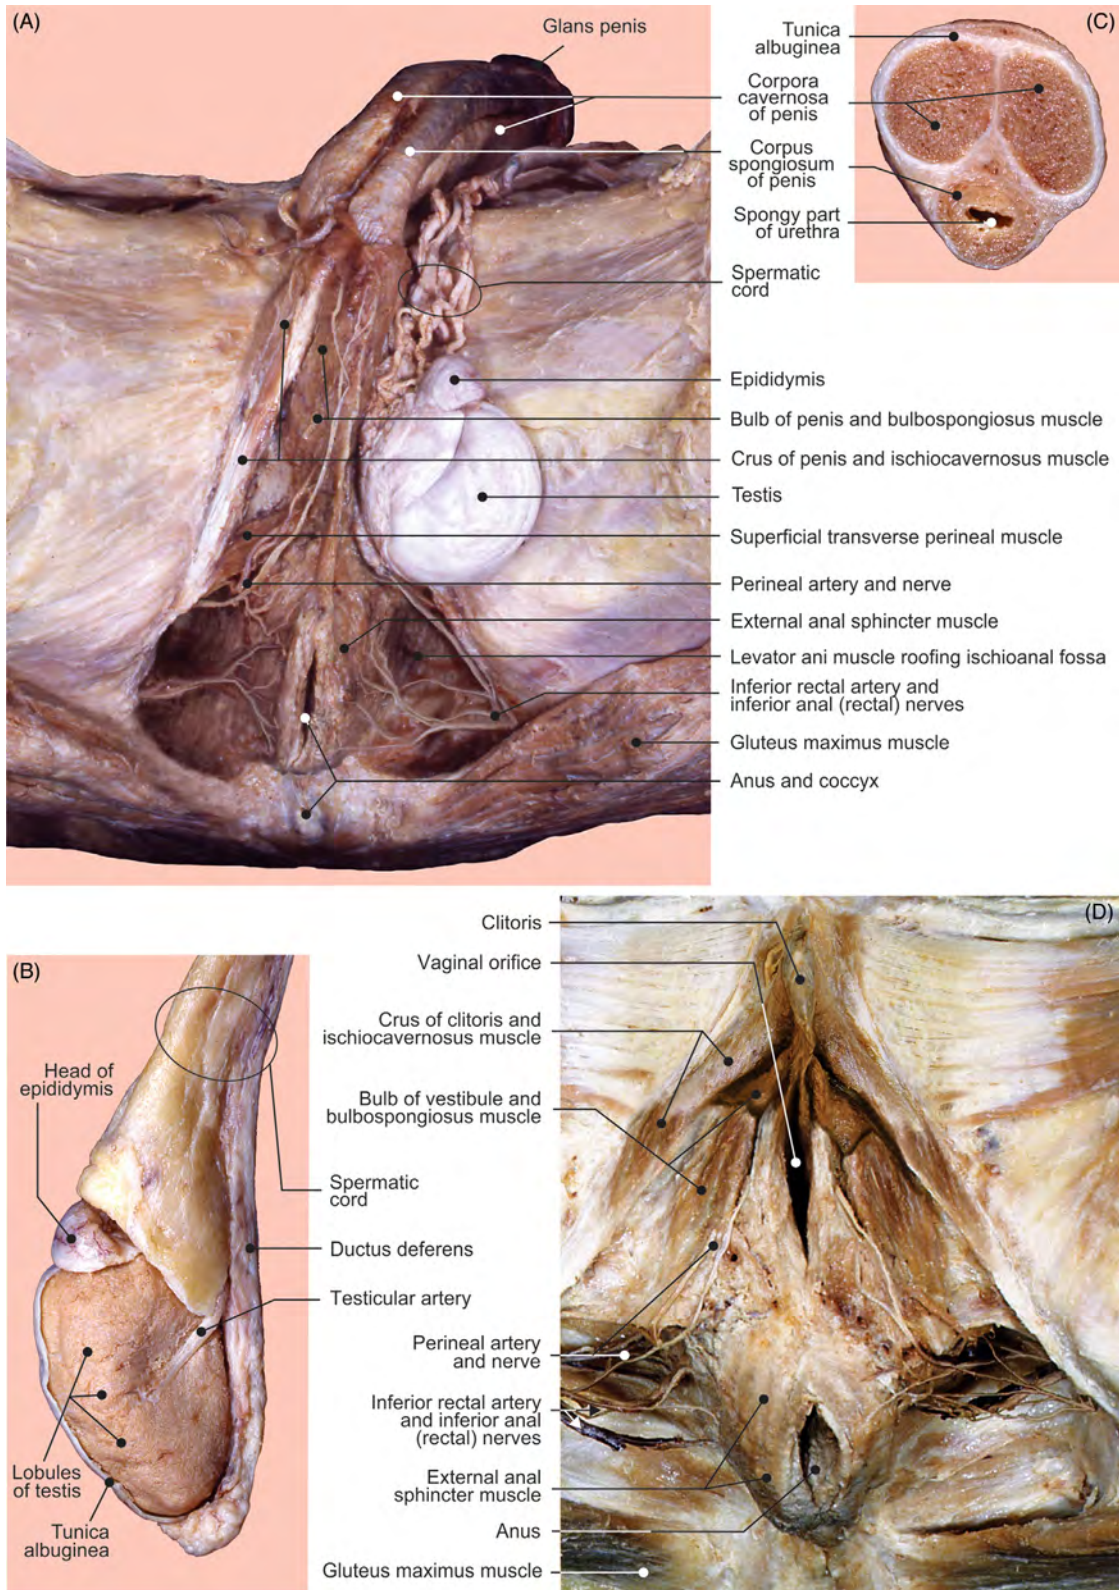 (A)
Glans penis
(C)
Tunica
albuginea
Corpora
cavernosa
of penis
Corpus
spongiosum
of penis
Spongy part
of urethra
Spermatic
cord
Epididymis
Bulb of penis and bulbospongiosus muscle
Crus of penis and ischiocavernosus muscle
Testis
Superficial transverse perineal muscle
Perineal artery and nerve
External anal sphincter muscle
Levator ani muscle roofing ischioanal fossa
Inferior rectal artery and
inferior anal (rectal) nerves
Gluteus maximus muscle
Anus and coccyx
(B)
Head of
epididymis
Spermatic
cord
Ductus deferens
Testicular artery
Lobules
of testis
Tunica
albuginea
(D)
Clitoris
Vaginal orifice
Crus of clitoris and
ischiocavernosus muscle
Bulb of vestibule and
bulbospongiosus muscle
Perineal artery
and nerve
Inferior rectal artery
and inferior anal
(rectal) nerves
External anal
sphincter muscle
Anus
Gluteus maximus muscle